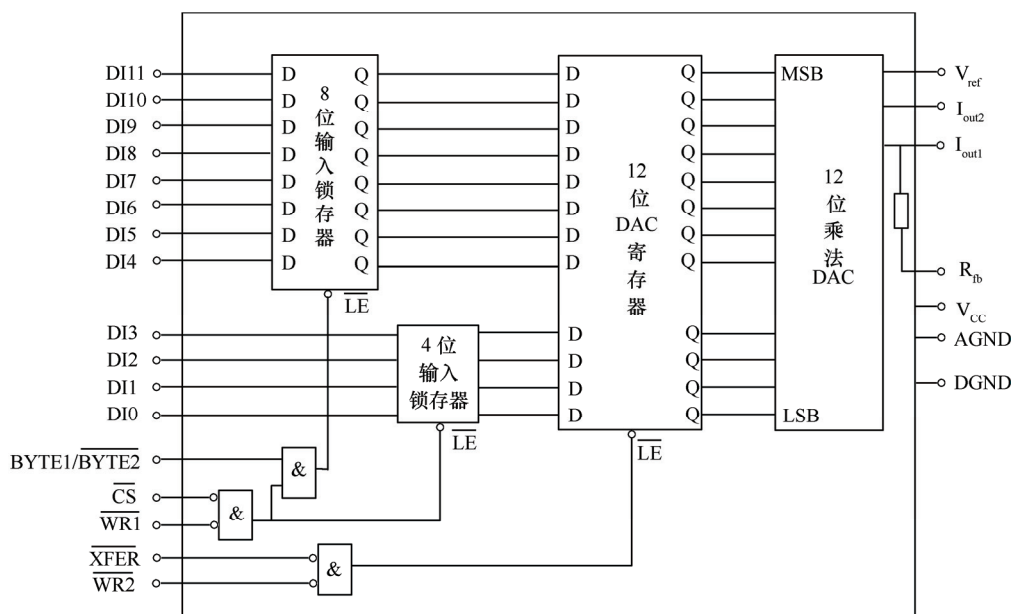 DI11
DI10
DI9
DI8
DI7
DI6
DI5
DI4
D Q
D Q
D Q
D Q
D Q
D Q
D Q
D Q
8位输入锁存器
LE
DI3
DI2
DI1
DI0
4位
输入
锁存器
LE
D Q
D Q
D Q
D Q
D Q
D Q
D Q
D Q
D Q
D Q
D Q
D Q
12
位
DAC
寄
存
器
LE
MSB
12
位
乘
法
DAC
LSB
Vref
Iout2
Iout1
Rfb
VCC
AGND
DGND
BYTE1/BYTE2
CS
WR1
XFER
WR2
&
&
&